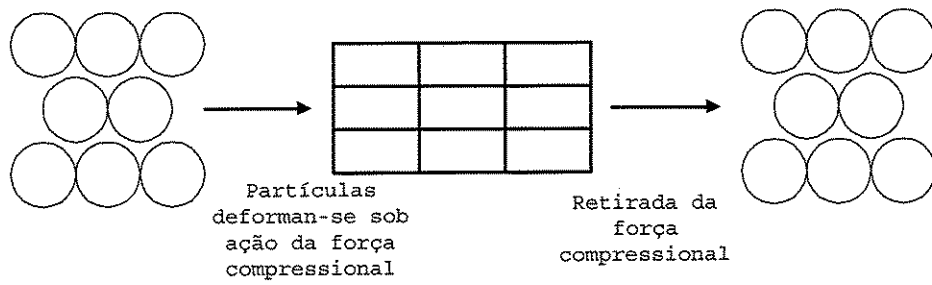 Partículas
deforman-se sob
ação da força
compressional
Retirada da
força
compressional